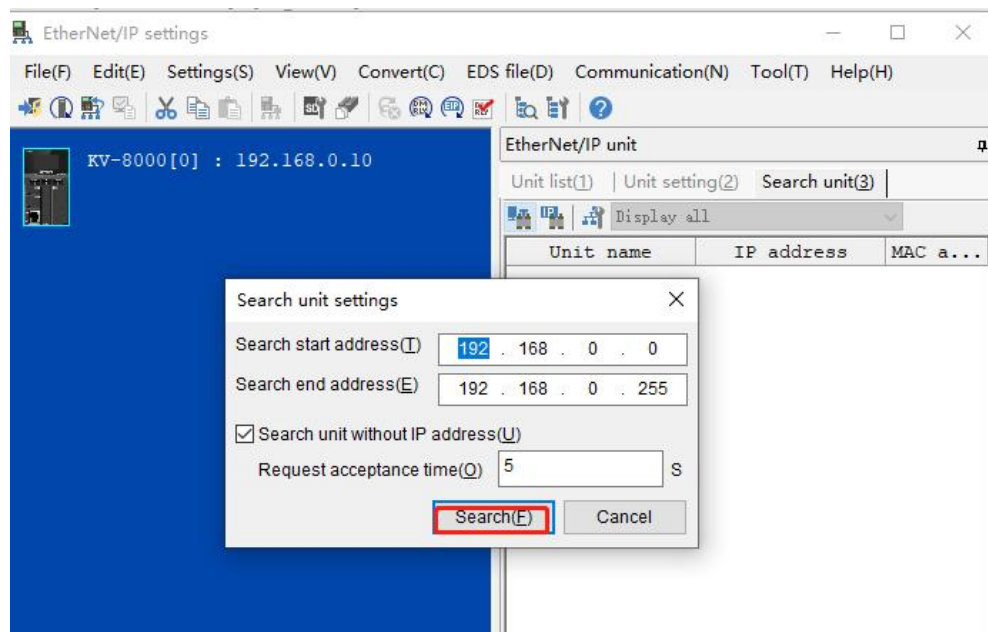 EtherNet/IP settings
File(F) Edit(E) Settings(S) View(V) Convert(C) EDS file(D) Communication(N) Tool(T) Help(H)
KV-8000[0] : 192.168.0.10
EtherNet/IP unit
Unit list(1) | Unit setting(2) Search unit(3)
Display all
Unit name IP address MAC a...
Search unit settings
Search start address(T) 192 . 168 . 0 . 0
Search end address(E) 192 . 168 . 0 . 255
Search unit without IP address(U)
Request acceptance time(O) 5 S
Search(F) Cancel